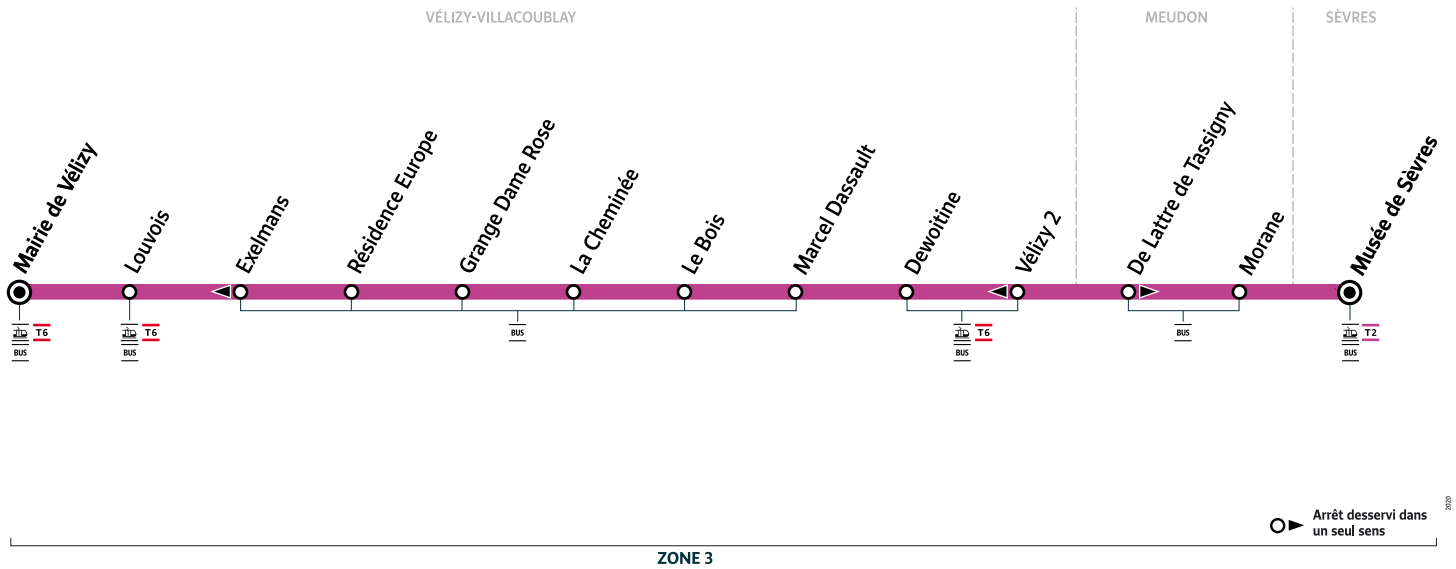 VÉLIZY-VILLACOUBLAY
MEUDON
SÈVRES
Mairie de Vélizy
Louvois
Exelmans
Résidence Europe
Grange Dame Rose
La Cheminée
Le Bois
Marcel Dassault
Dewoitine
Vélizy 2
De Lattre de Tassigny
Morane
Musée de Sèvres
T6
BUS
T6
BUS
BUS
T6
BUS
BUS
T2
BUS
2020
Arrêt desservi dans
un seul sens
ZONE 3